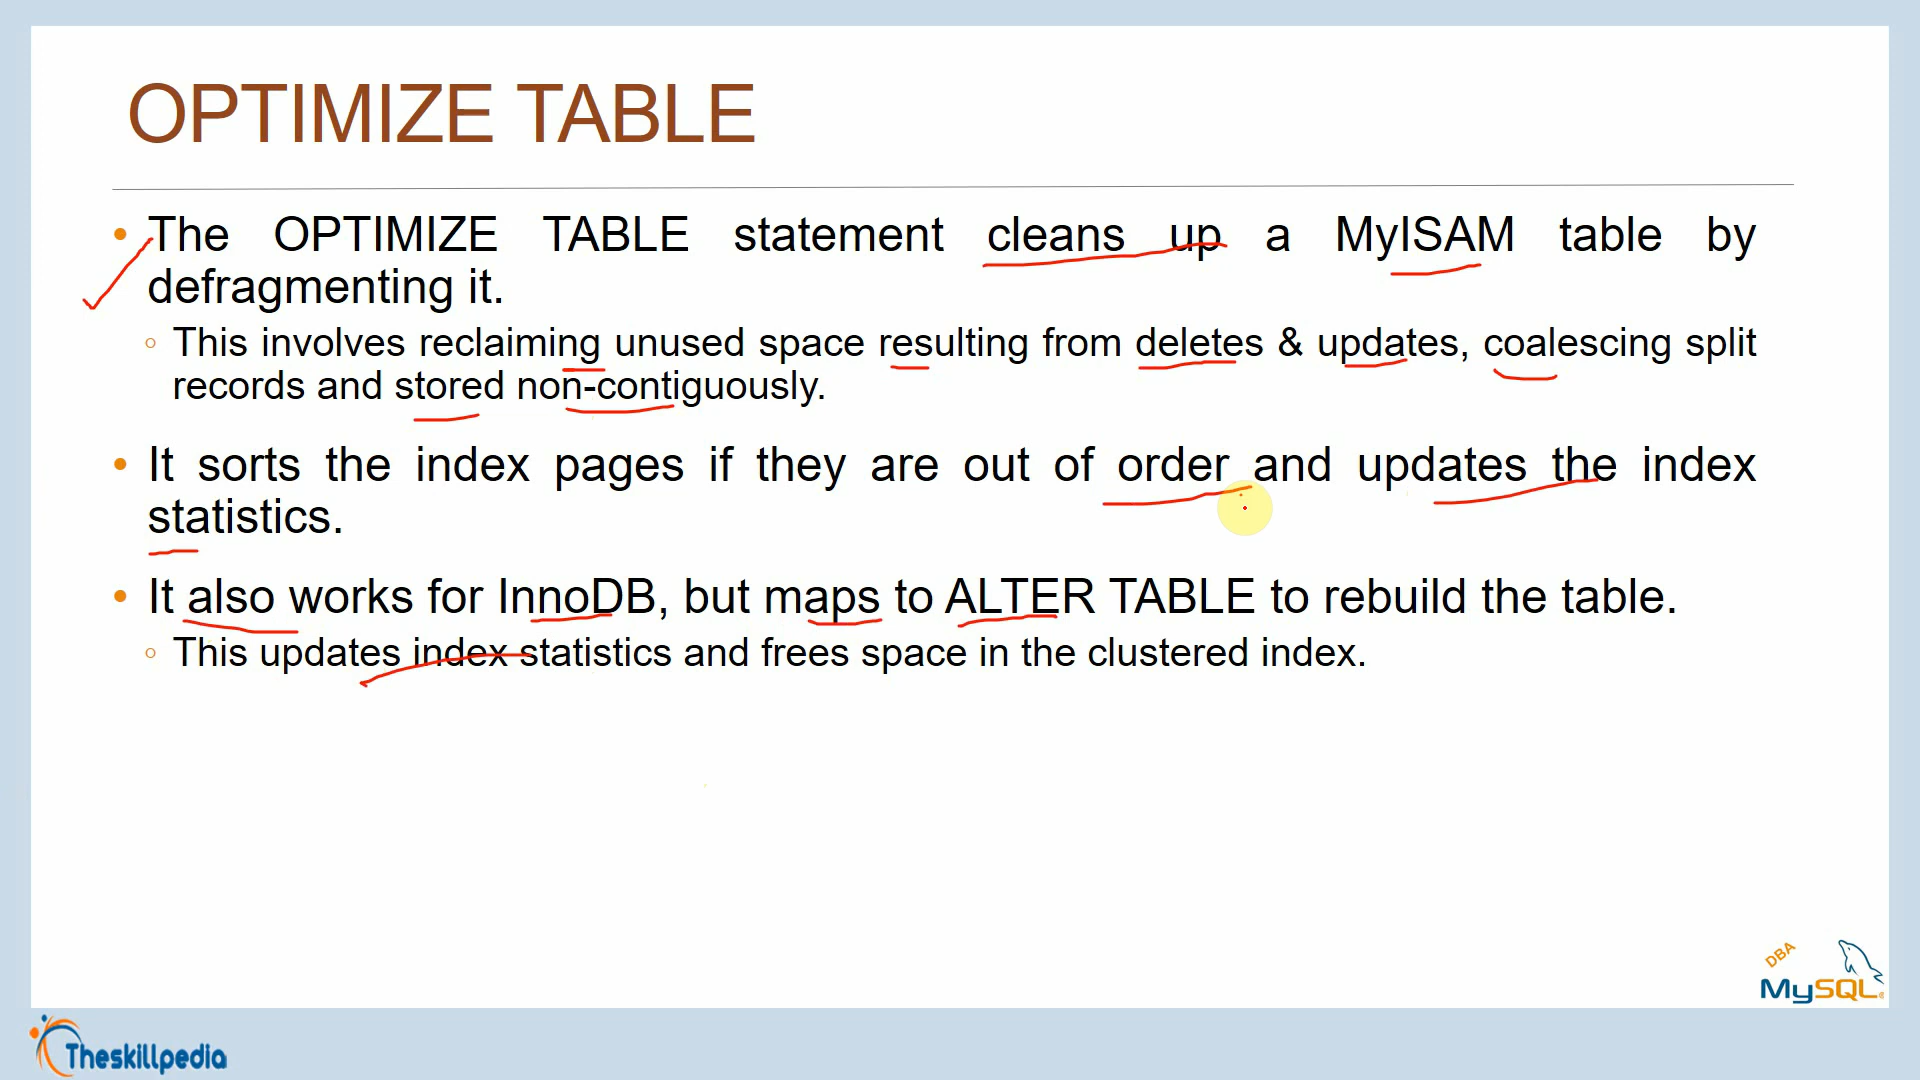 OPTIMIZE TABLE
• The OPTIMIZE TABLE statement cleans up a MyISAM table by
defragmenting it.
◦ This involves reclaiming unused space resulting from deletes & updates, coalescing split
records and stored non-contiguously.
• It sorts the index pages if they are out of order and updates the index
statistics.
• It also works for InnoDB, but maps to ALTER TABLE to rebuild the table.
◦ This updates index statistics and frees space in the clustered index.
DBA
MySQL®
Theskillpedia